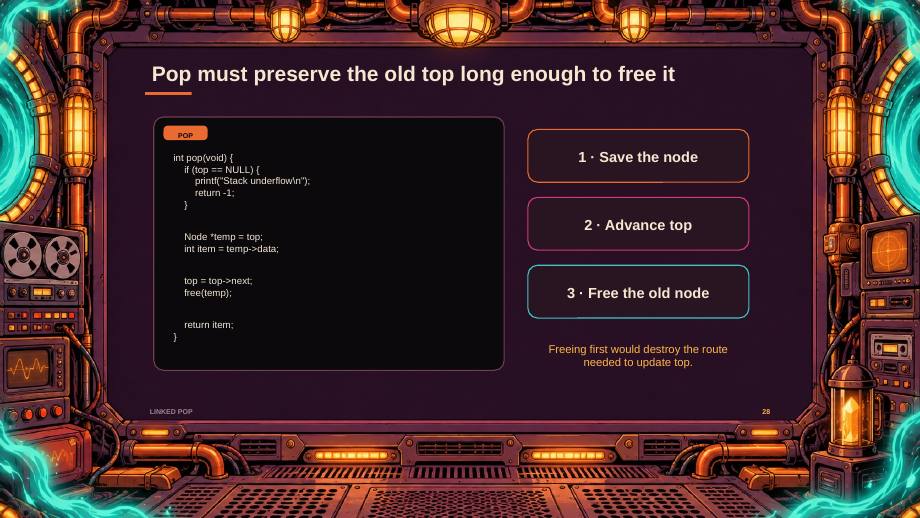 Pop must preserve the old top long enough to free it
POP
int pop(void) {
    if (top == NULL) {
        printf("Stack underflow\n");
        return -1;
    }
    Node *temp = top;
    int item = temp->data;
    top = top->next;
    free(temp);
    return item;
}
1 · Save the node
2 · Advance top
3 · Free the old node
Freeing first would destroy the route
needed to update top.
LINKED POP
28